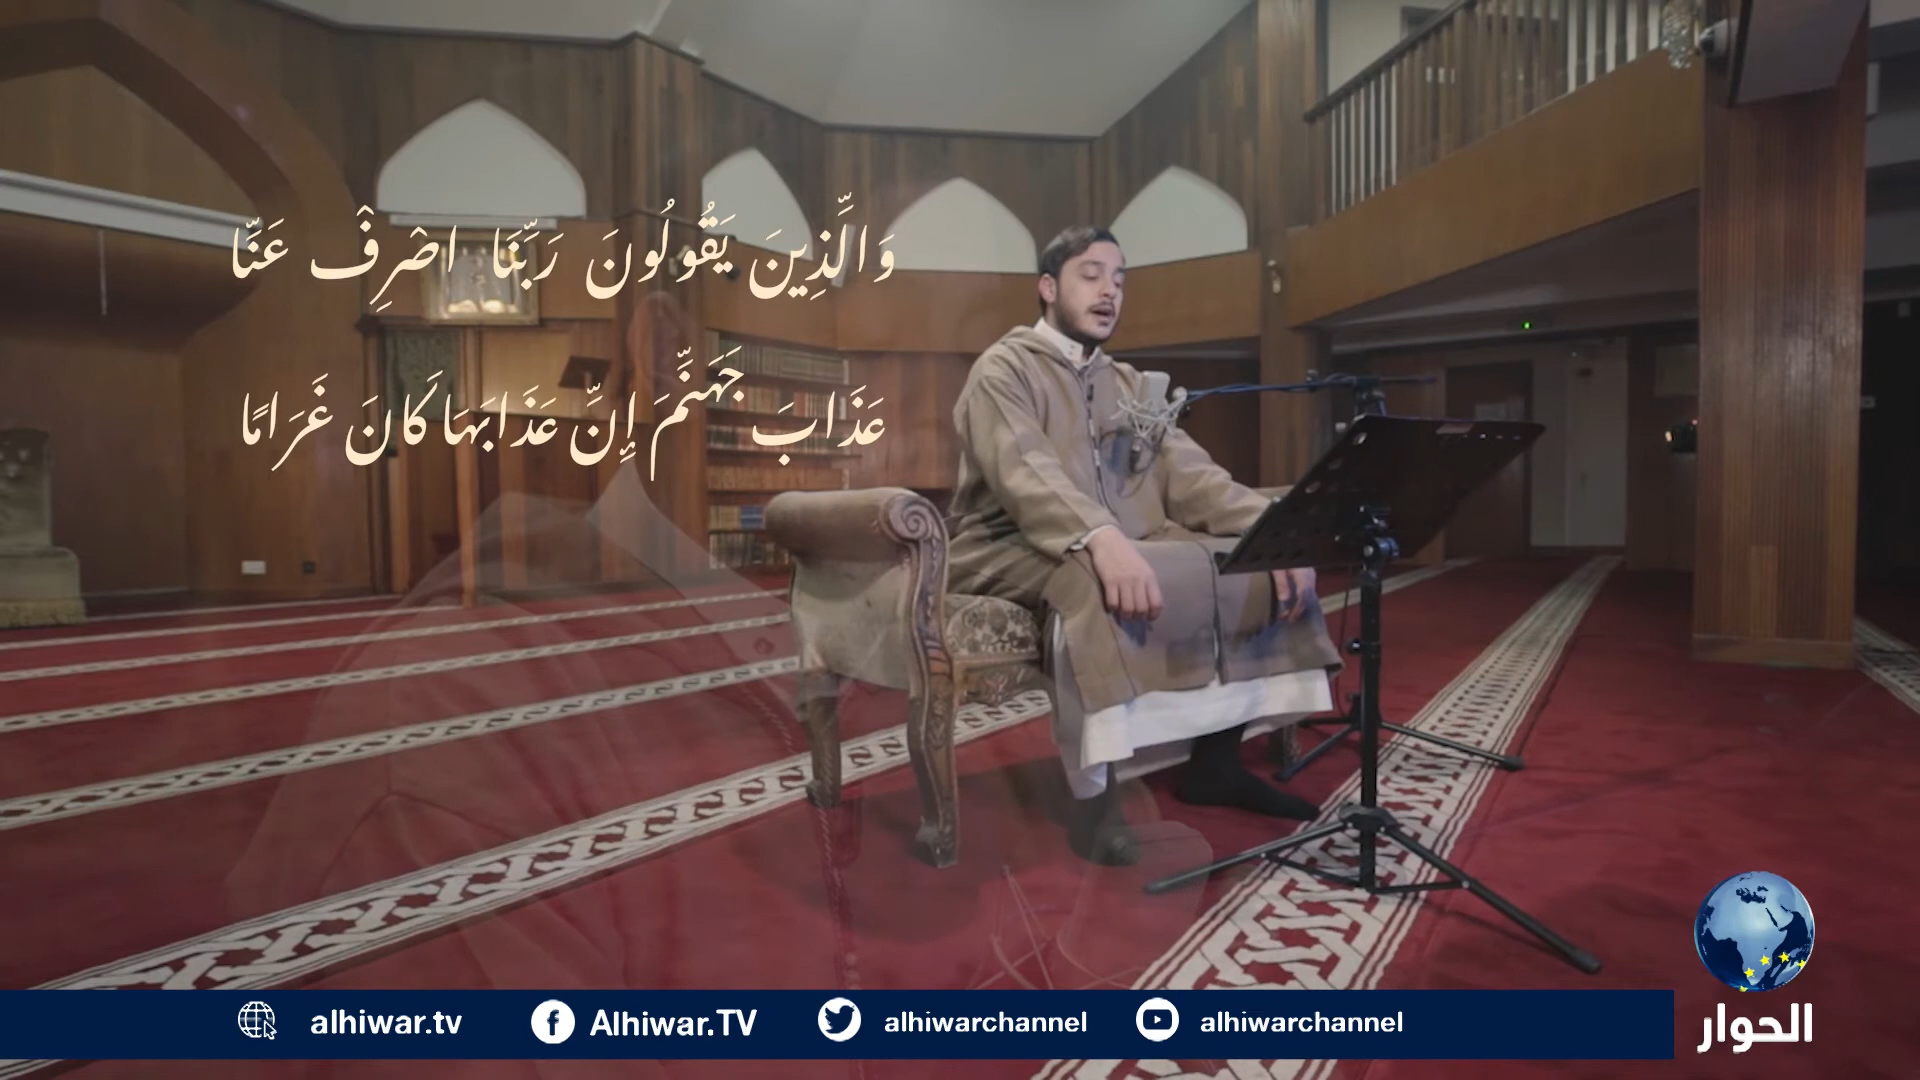 وَالَّذِينَ يَقُولُونَ رَبَّنَا اصْرِفْ عَنَّا
عَذَابَ جَهَنَّمَ إِنَّ عَذَابَهَا كَانَ غَرَامًا
alhiwar.tv Alhiwar.TV alhiwarchannel alhiwarchannel
الحوار